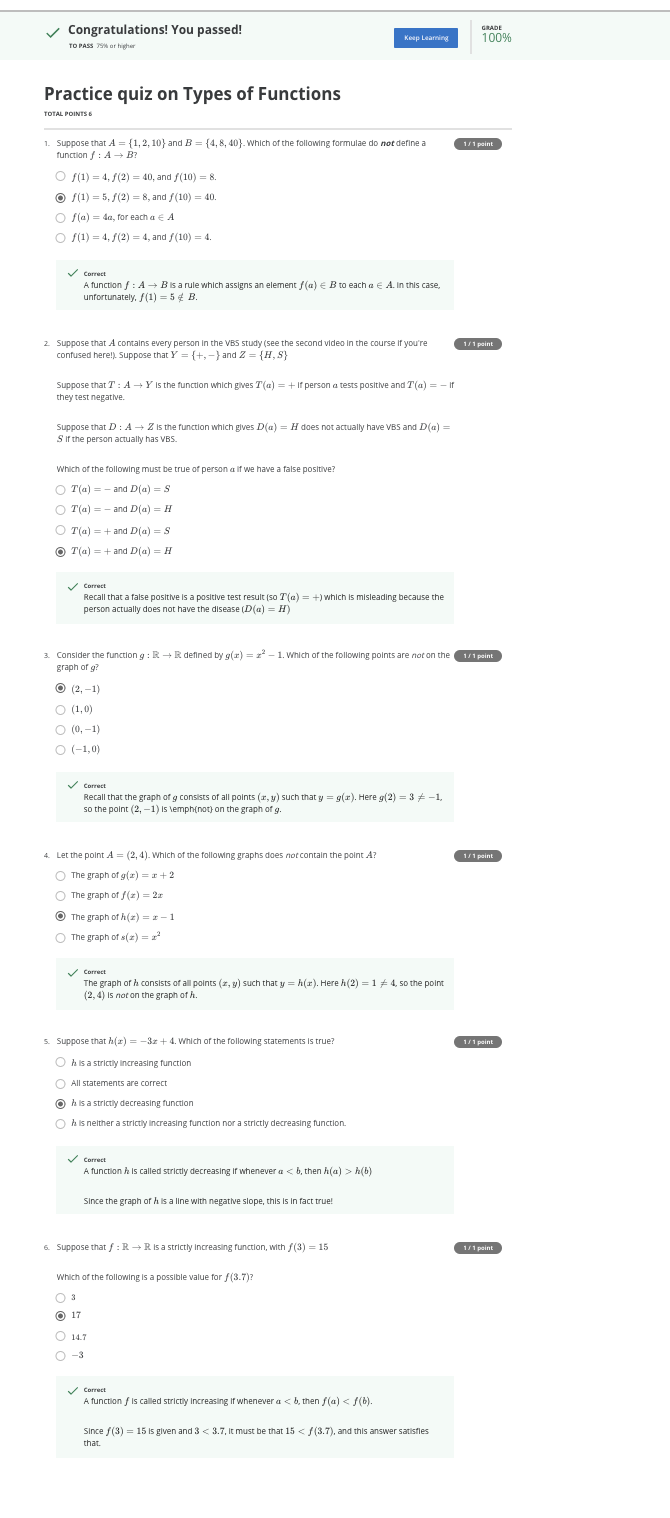 Congratulations! You passed!
TO PASS 75% or higher
Keep Learning
GRADE
100%
Practice quiz on Types of Functions
TOTAL POINTS 6
1. Suppose that A = {1, 2, 10} and B = {4, 8, 40}. Which of the following formulae do not define a
function f : A → B?
1 / 1 point
f(1) = 4, f(2) = 40, and f(10) = 8.
f(1) = 5, f(2) = 8, and f(10) = 40.
f(a) = 4a, for each a ∈ A
f(1) = 4, f(2) = 4, and f(10) = 4.
Correct
A function f : A → B is a rule which assigns an element f(a) ∈ B to each a ∈ A. In this case,
unfortunately, f(1) = 5 ∉ B.
2. Suppose that A contains every person in the VBS study (see the second video in the course if you're
confused here!). Suppose that Y = {+, −} and Z = {H, S}
1 / 1 point
Suppose that T : A → Y is the function which gives T(a) = + if person a tests positive and T(a) = − if
they test negative.
Suppose that D : A → Z is the function which gives D(a) = H does not actually have VBS and D(a) =
S if the person actually has VBS.
Which of the following must be true of person a if we have a false positive?
T(a) = − and D(a) = S
T(a) = − and D(a) = H
T(a) = + and D(a) = S
T(a) = + and D(a) = H
Correct
Recall that a false positive is a positive test result (so T(a) = +) which is misleading because the
person actually does not have the disease (D(a) = H)
3. Consider the function g : ℝ → ℝ defined by g(x) = x² − 1. Which of the following points are not on the
graph of g?
1 / 1 point
(2, −1)
(1, 0)
(0, −1)
(−1, 0)
Correct
Recall that the graph of g consists of all points (x, y) such that y = g(x). Here g(2) = 3 ≠ −1,
so the point (2, −1) is \emph{not} on the graph of g.
4. Let the point A = (2, 4). Which of the following graphs does not contain the point A?
1 / 1 point
The graph of g(x) = x + 2
The graph of f(x) = 2x
The graph of h(x) = x − 1
The graph of s(x) = x²
Correct
The graph of h consists of all points (x, y) such that y = h(x). Here h(2) = 1 ≠ 4, so the point
(2, 4) is not on the graph of h.
5. Suppose that h(x) = −3x + 4. Which of the following statements is true?
1 / 1 point
h is a strictly increasing function
All statements are correct
h is a strictly decreasing function
h is neither a strictly increasing function nor a strictly decreasing function.
Correct
A function h is called strictly decreasing if whenever a < b, then h(a) > h(b)
Since the graph of h is a line with negative slope, this is in fact true!
6. Suppose that f : ℝ → ℝ is a strictly increasing function, with f(3) = 15
1 / 1 point
Which of the following is a possible value for f(3.7)?
3
17
14.7
−3
Correct
A function f is called strictly increasing if whenever a < b, then f(a) < f(b).
Since f(3) = 15 is given and 3 < 3.7, it must be that 15 < f(3.7), and this answer satisfies
that.